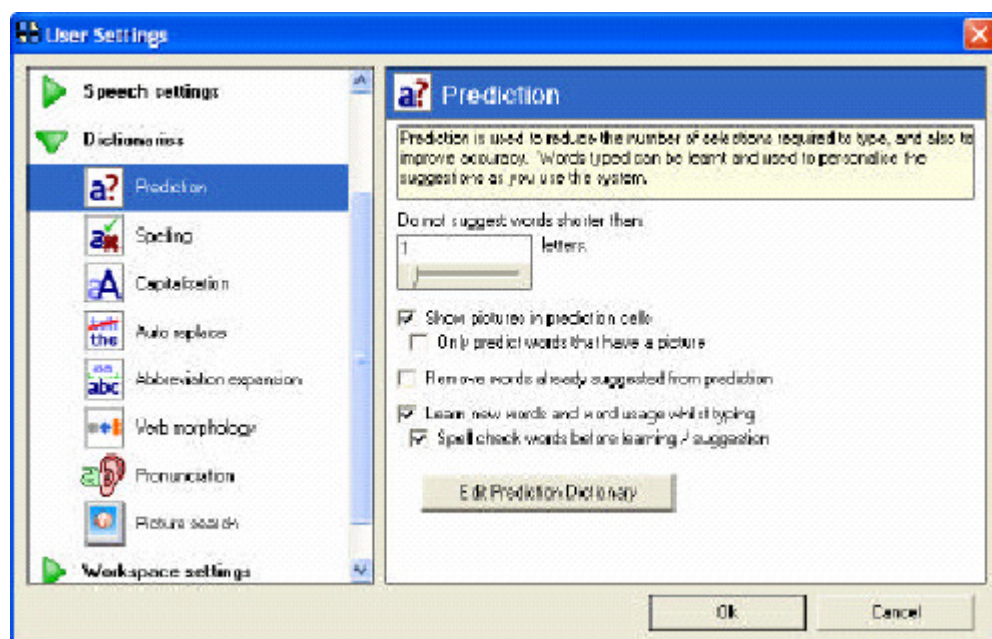 User Settings
Speech settings
Dictionaries
a? Prediction
Spelling
Capitalisation
the Auto replace
abc Abbreviation expansion
Verb morphology
Pronunciation
Picture search
Workspace settings
a? Prediction
Prediction is used to reduce the number of selections required to type, and also to
improve accuracy. Words typed can be learnt and used to personalise the
suggestions as you use the system.
Do not suggest words shorter than
1 letters.
Show pictures in prediction cells
Only predict words that have a picture
Remove words already suggested from prediction
Learn new words and word usage whilst typing
Spell check words before learning / suggestion
Edit Prediction Dictionary
Ok Cancel